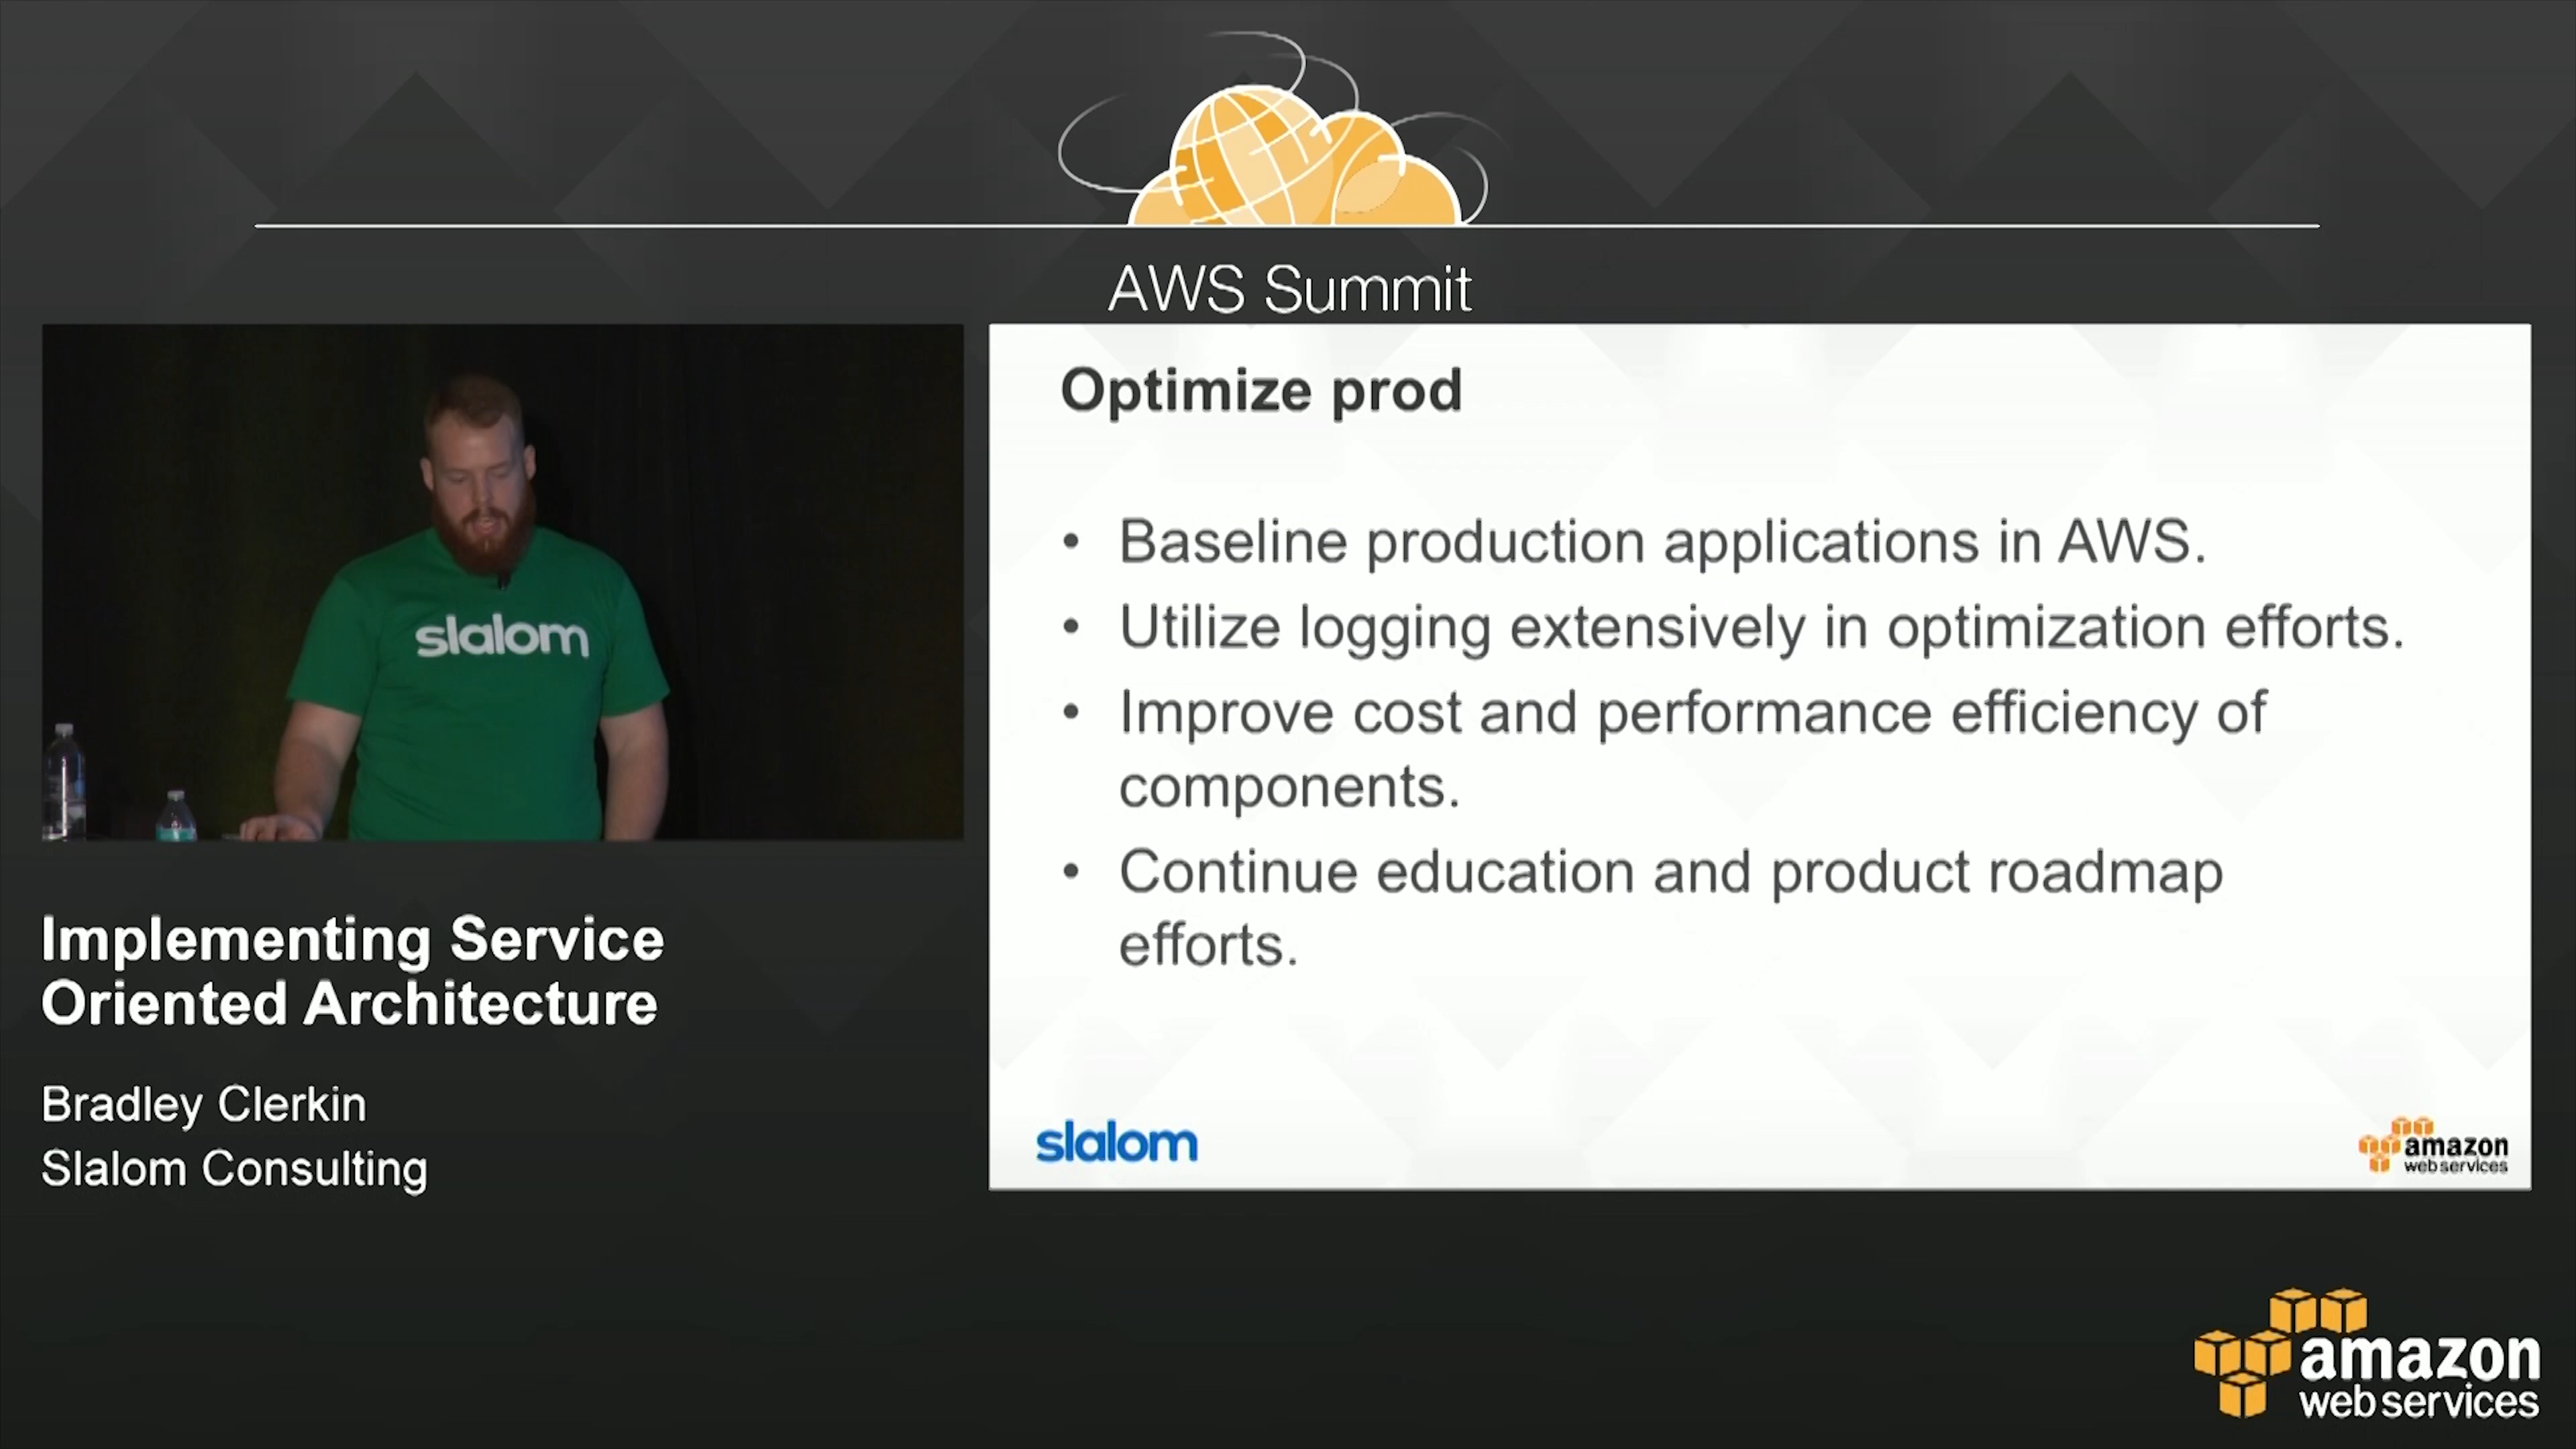 AWS Summit
slalom
Implementing Service
Oriented Architecture
Bradley Clerkin
Slalom Consulting
Optimize prod
• Baseline production applications in AWS.
• Utilize logging extensively in optimization efforts.
• Improve cost and performance efficiency of
components.
• Continue education and product roadmap
efforts.
slalom
amazon
web services
amazon
web services